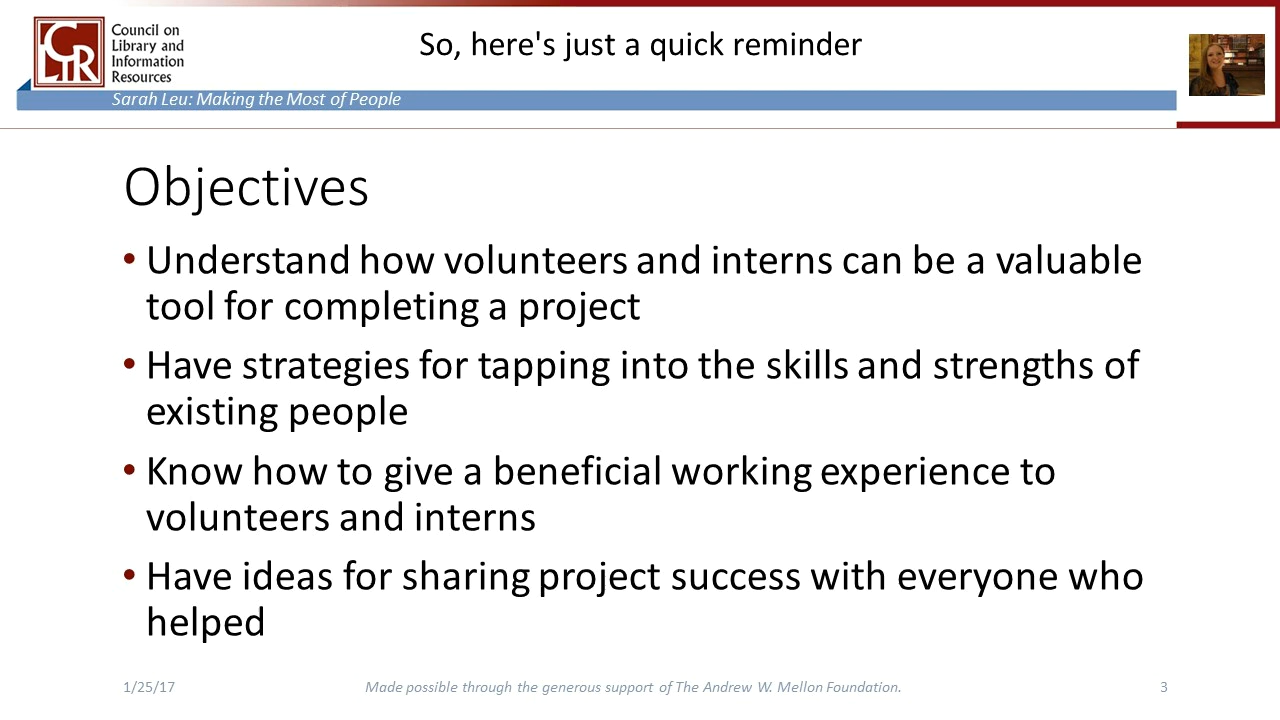 CLIR
Council on
Library and
Information
Resources
So, here's just a quick reminder
Sarah Leu: Making the Most of People
Objectives
• Understand how volunteers and interns can be a valuable
tool for completing a project
• Have strategies for tapping into the skills and strengths of
existing people
• Know how to give a beneficial working experience to
volunteers and interns
• Have ideas for sharing project success with everyone who
helped
1/25/17
Made possible through the generous support of The Andrew W. Mellon Foundation.
3